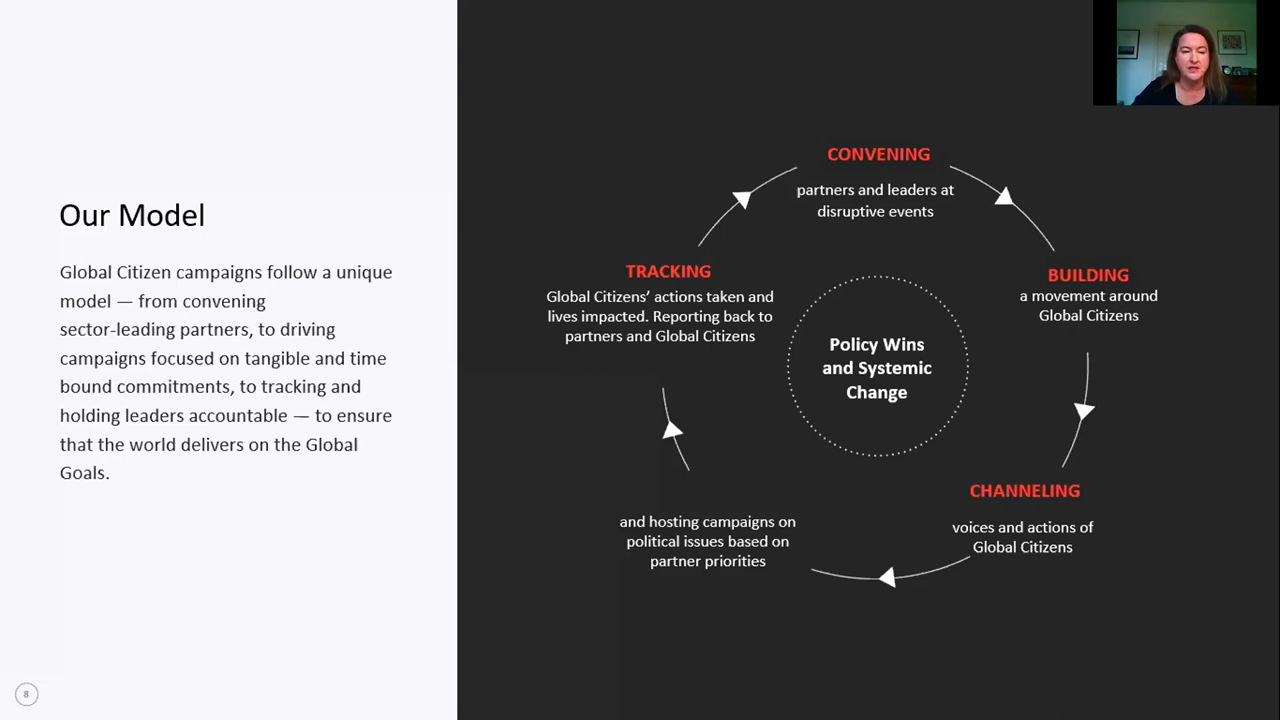 Our Model
Global Citizen campaigns follow a unique
model — from convening
sector-leading partners, to driving
campaigns focused on tangible and time
bound commitments, to tracking and
holding leaders accountable — to ensure
that the world delivers on the Global
Goals.
8
CONVENING
partners and leaders at
disruptive events
BUILDING
a movement around
Global Citizens
CHANNELING
voices and actions of
Global Citizens
and hosting campaigns on
political issues based on
partner priorities
TRACKING
Global Citizens’ actions taken and
lives impacted. Reporting back to
partners and Global Citizens
Policy Wins
and Systemic
Change